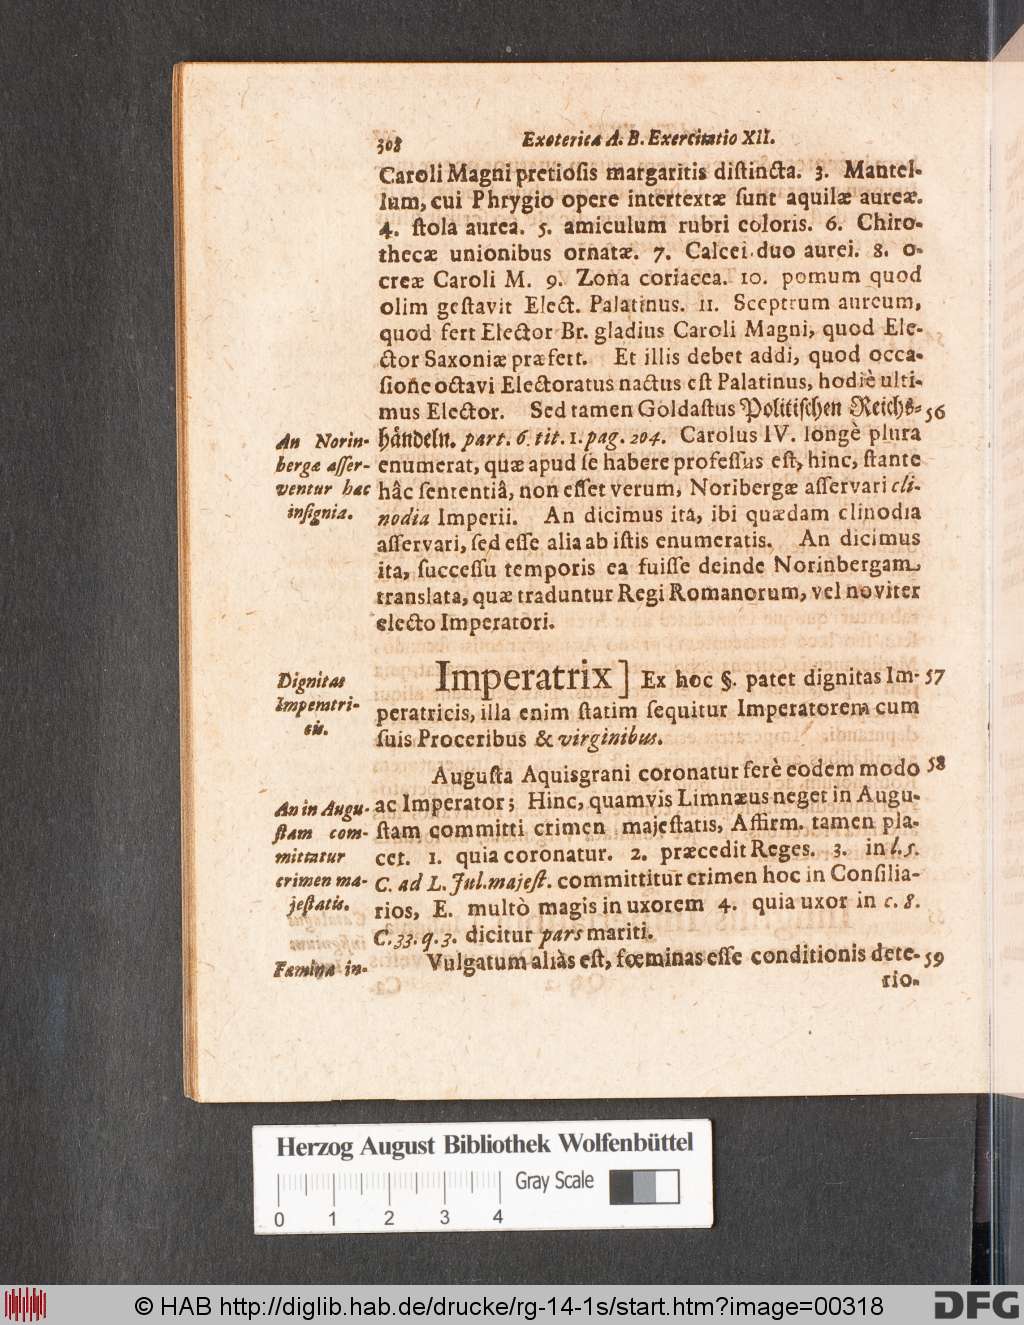 308 Exoterica A. B. Exercitatio XII.
Caroli Magni pretiosis margaritis distincta. 3. Mantel-
lum, cui Phrygio opere intertextæ sunt aquilæ aureæ.
4. stola aurea. 5. amiculum rubri coloris. 6. Chiro-
thecæ unionibus ornatæ. 7. Calcei duo aurei. 8. o-
creæ Caroli M. 9. Zona coriacea. 10. pomum quod
olim gestavit Elect. Palatinus. 11. Sceptrum aureum,
quod fert Elector Br. gladius Caroli Magni, quod Ele-
ctor Saxoniæ præfert. Et illis debet addi, quod occa-
sione octavi Electoratus nactus est Palatinus, hodiè ulti-
mus Elector. Sed tamen Goldastus Politischen Reichs- 56
händeln. part. 6. tit. 1. pag. 204. Carolus IV. longè plura
enumerat, quæ apud se habere professus est, hinc, stante
hâc sententiâ, non esset verum, Noribergæ asservari cli-
nodia Imperii. An dicimus ita, ibi quædam clinodia
asservari, sed esse alia ab istis enumeratis. An dicimus
ita, successu temporis ea fuisse deinde Norinbergam
translata, quæ traduntur Regi Romanorum, vel noviter
electo Imperatori.
An Norin-
bergæ asser-
ventur hæc
insignia.
Imperatrix] Ex hoc §. patet dignitas Im- 57
peratricis, illa enim statim sequitur Imperatorem cum
suis Proceribus & virginibus.
Dignitas
Imperatri-
cis.
Augusta Aquisgrani coronatur ferè eodem modo 58
ac Imperator; Hinc, quamvis Limnæus neget in Augu-
stam committi crimen majestatis, Affirm. tamen pla-
cet. 1. quia coronatur. 2. præcedit Reges. 3. in l. 5.
C. ad L. Jul. majest. committitur crimen hoc in Consilia-
rios, E. multò magis in uxorem 4. quia uxor in c. 8.
C. 33. q. 3. dicitur pars mariti.
An in Augu-
stam com-
mittatur
crimen ma-
jestatis.
Vulgatum aliàs est, fœminas esse conditionis dete- 59
Fæmina in-
rio-
Herzog August Bibliothek Wolfenbüttel
Gray Scale
0 1 2 3 4
© HAB http://diglib.hab.de/drucke/rg-14-1s/start.htm?image=00318
DFG